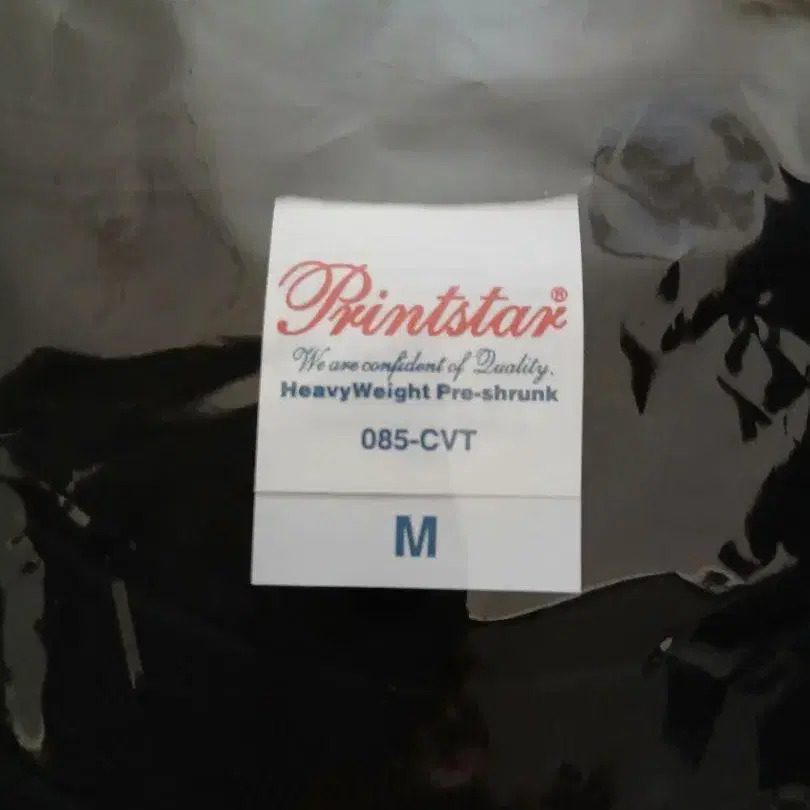 Printstar®
We are confident of Quality.
HeavyWeight Pre-shrunk
085-CVT
M